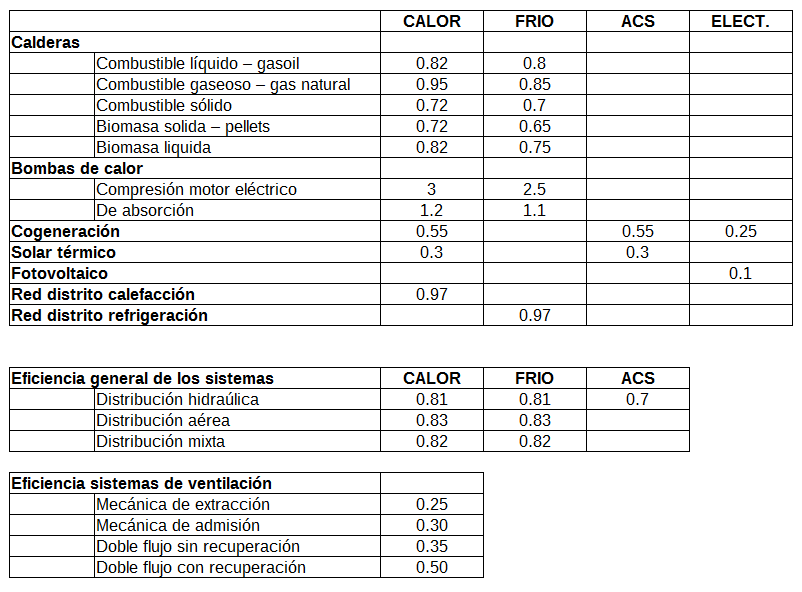 CALOR FRIO ACS ELECT.
Calderas
Combustible líquido – gasoil 0.82 0.8
Combustible gaseoso – gas natural 0.95 0.85
Combustible sólido 0.72 0.7
Biomasa solida – pellets 0.72 0.65
Biomasa liquida 0.82 0.75
Bombas de calor
Compresión motor eléctrico 3 2.5
De absorción 1.2 1.1
Cogeneración 0.55 0.55 0.25
Solar térmico 0.3 0.3
Fotovoltaico 0.1
Red distrito calefacción 0.97
Red distrito refrigeración 0.97
Eficiencia general de los sistemas CALOR FRIO ACS
Distribución hidraúlica 0.81 0.81 0.7
Distribución aérea 0.83 0.83
Distribución mixta 0.82 0.82
Eficiencia sistemas de ventilación
Mecánica de extracción 0.25
Mecánica de admisión 0.30
Doble flujo sin recuperación 0.35
Doble flujo con recuperación 0.50